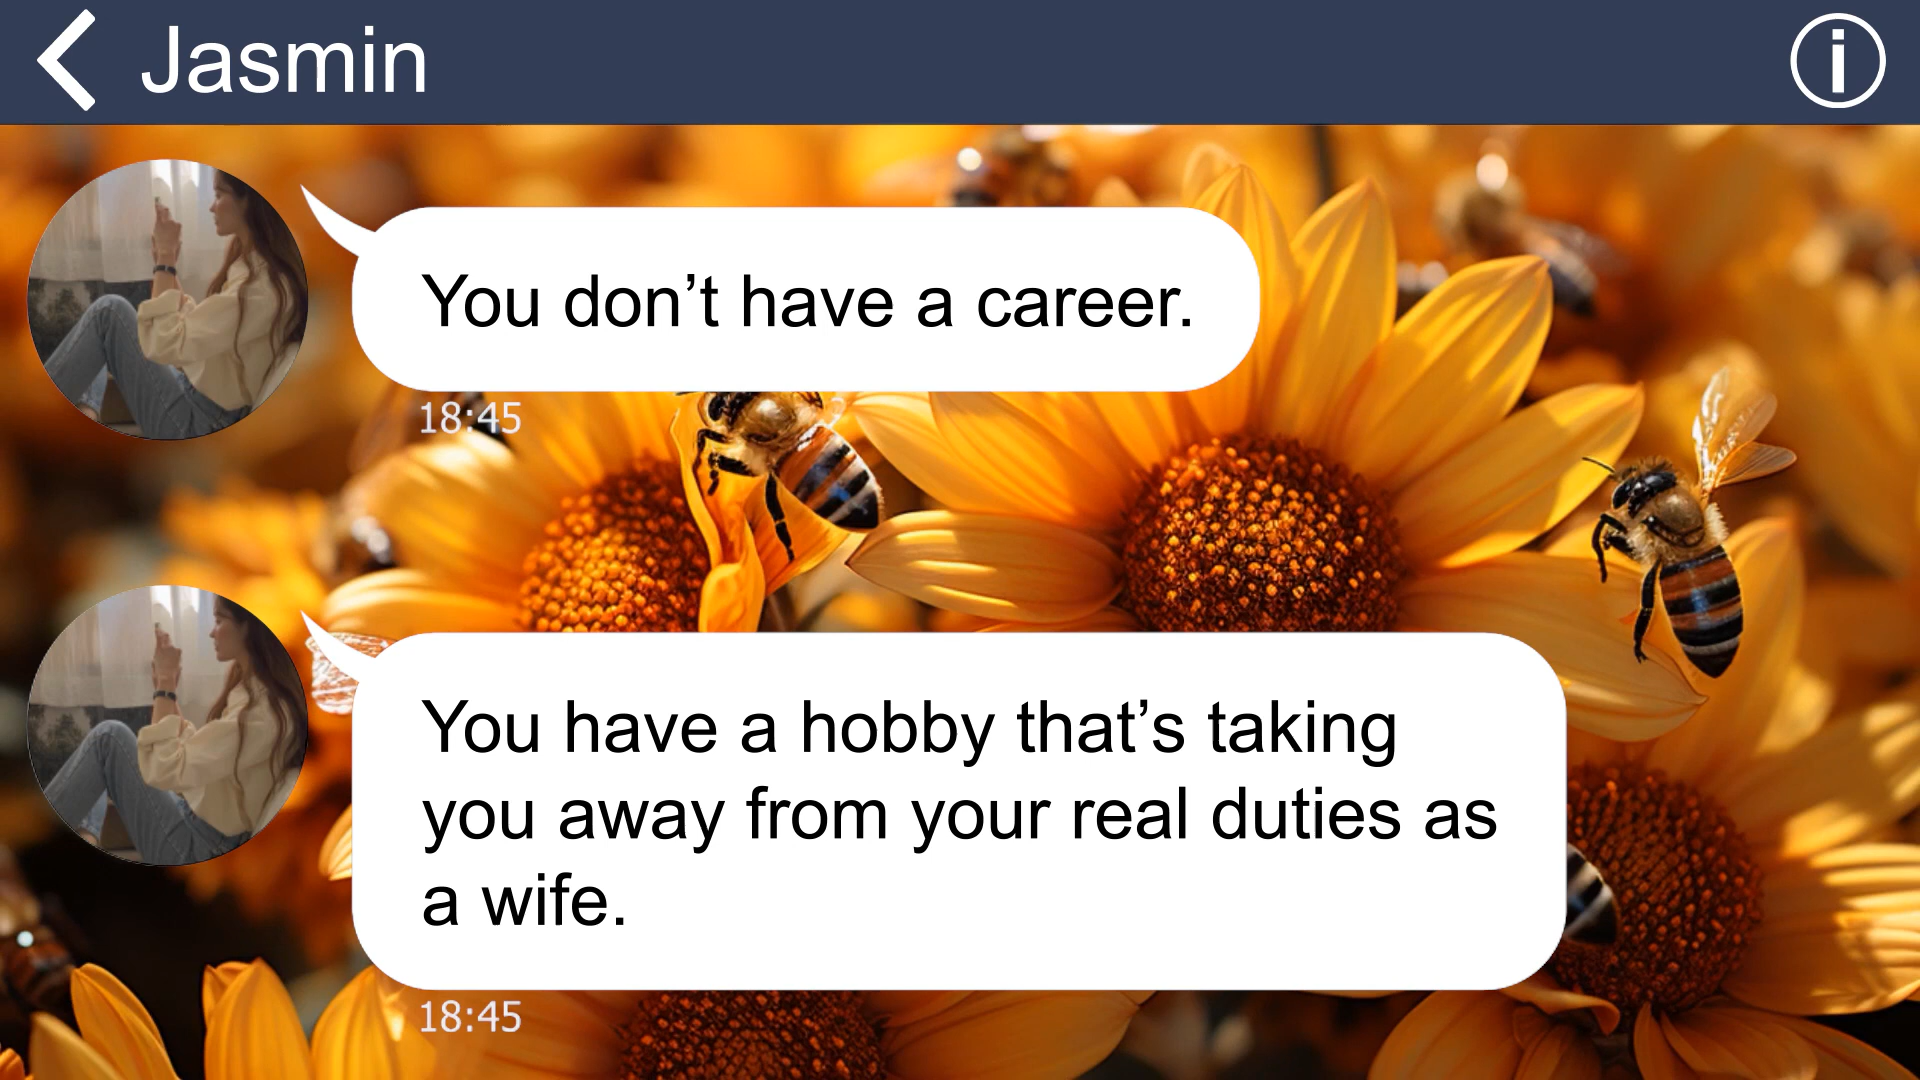 Jasmin
You don’t have a career.
18:45
You have a hobby that’s taking
you away from your real duties as
a wife.
18:45